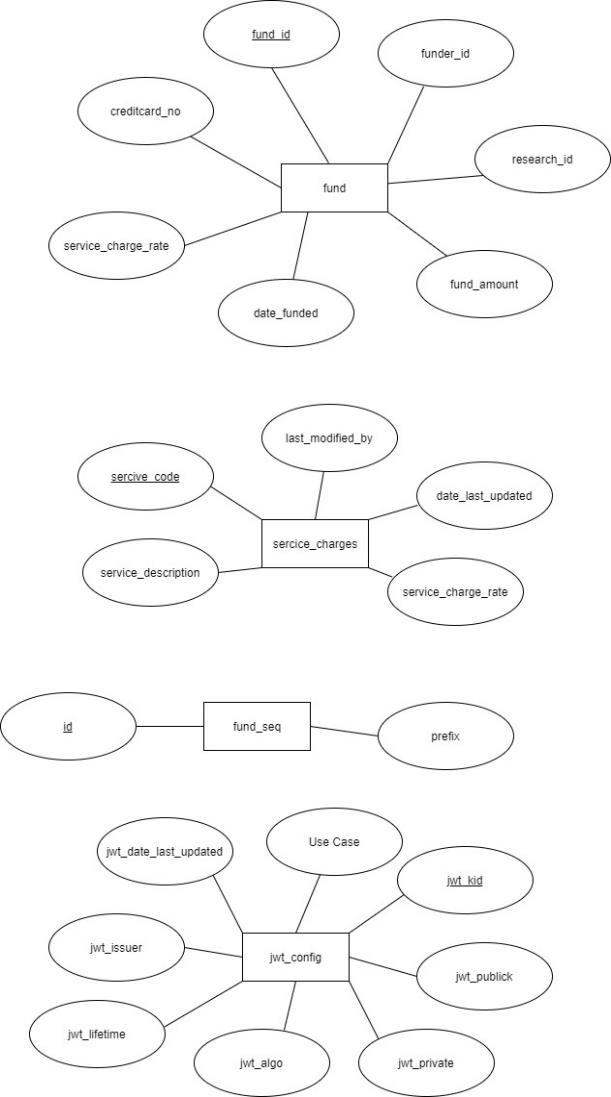 fund_id
funder_id
creditcard_no
research_id
fund
service_charge_rate
fund_amount
date_funded
last_modified_by
sercive_code
date_last_updated
sercice_charges
service_description
service_charge_rate
id
fund_seq
prefix
Use Case
jwt_date_last_updated
jwt_kid
jwt_issuer
jwt_config
jwt_publick
jwt_lifetime
jwt_algo
jwt_private